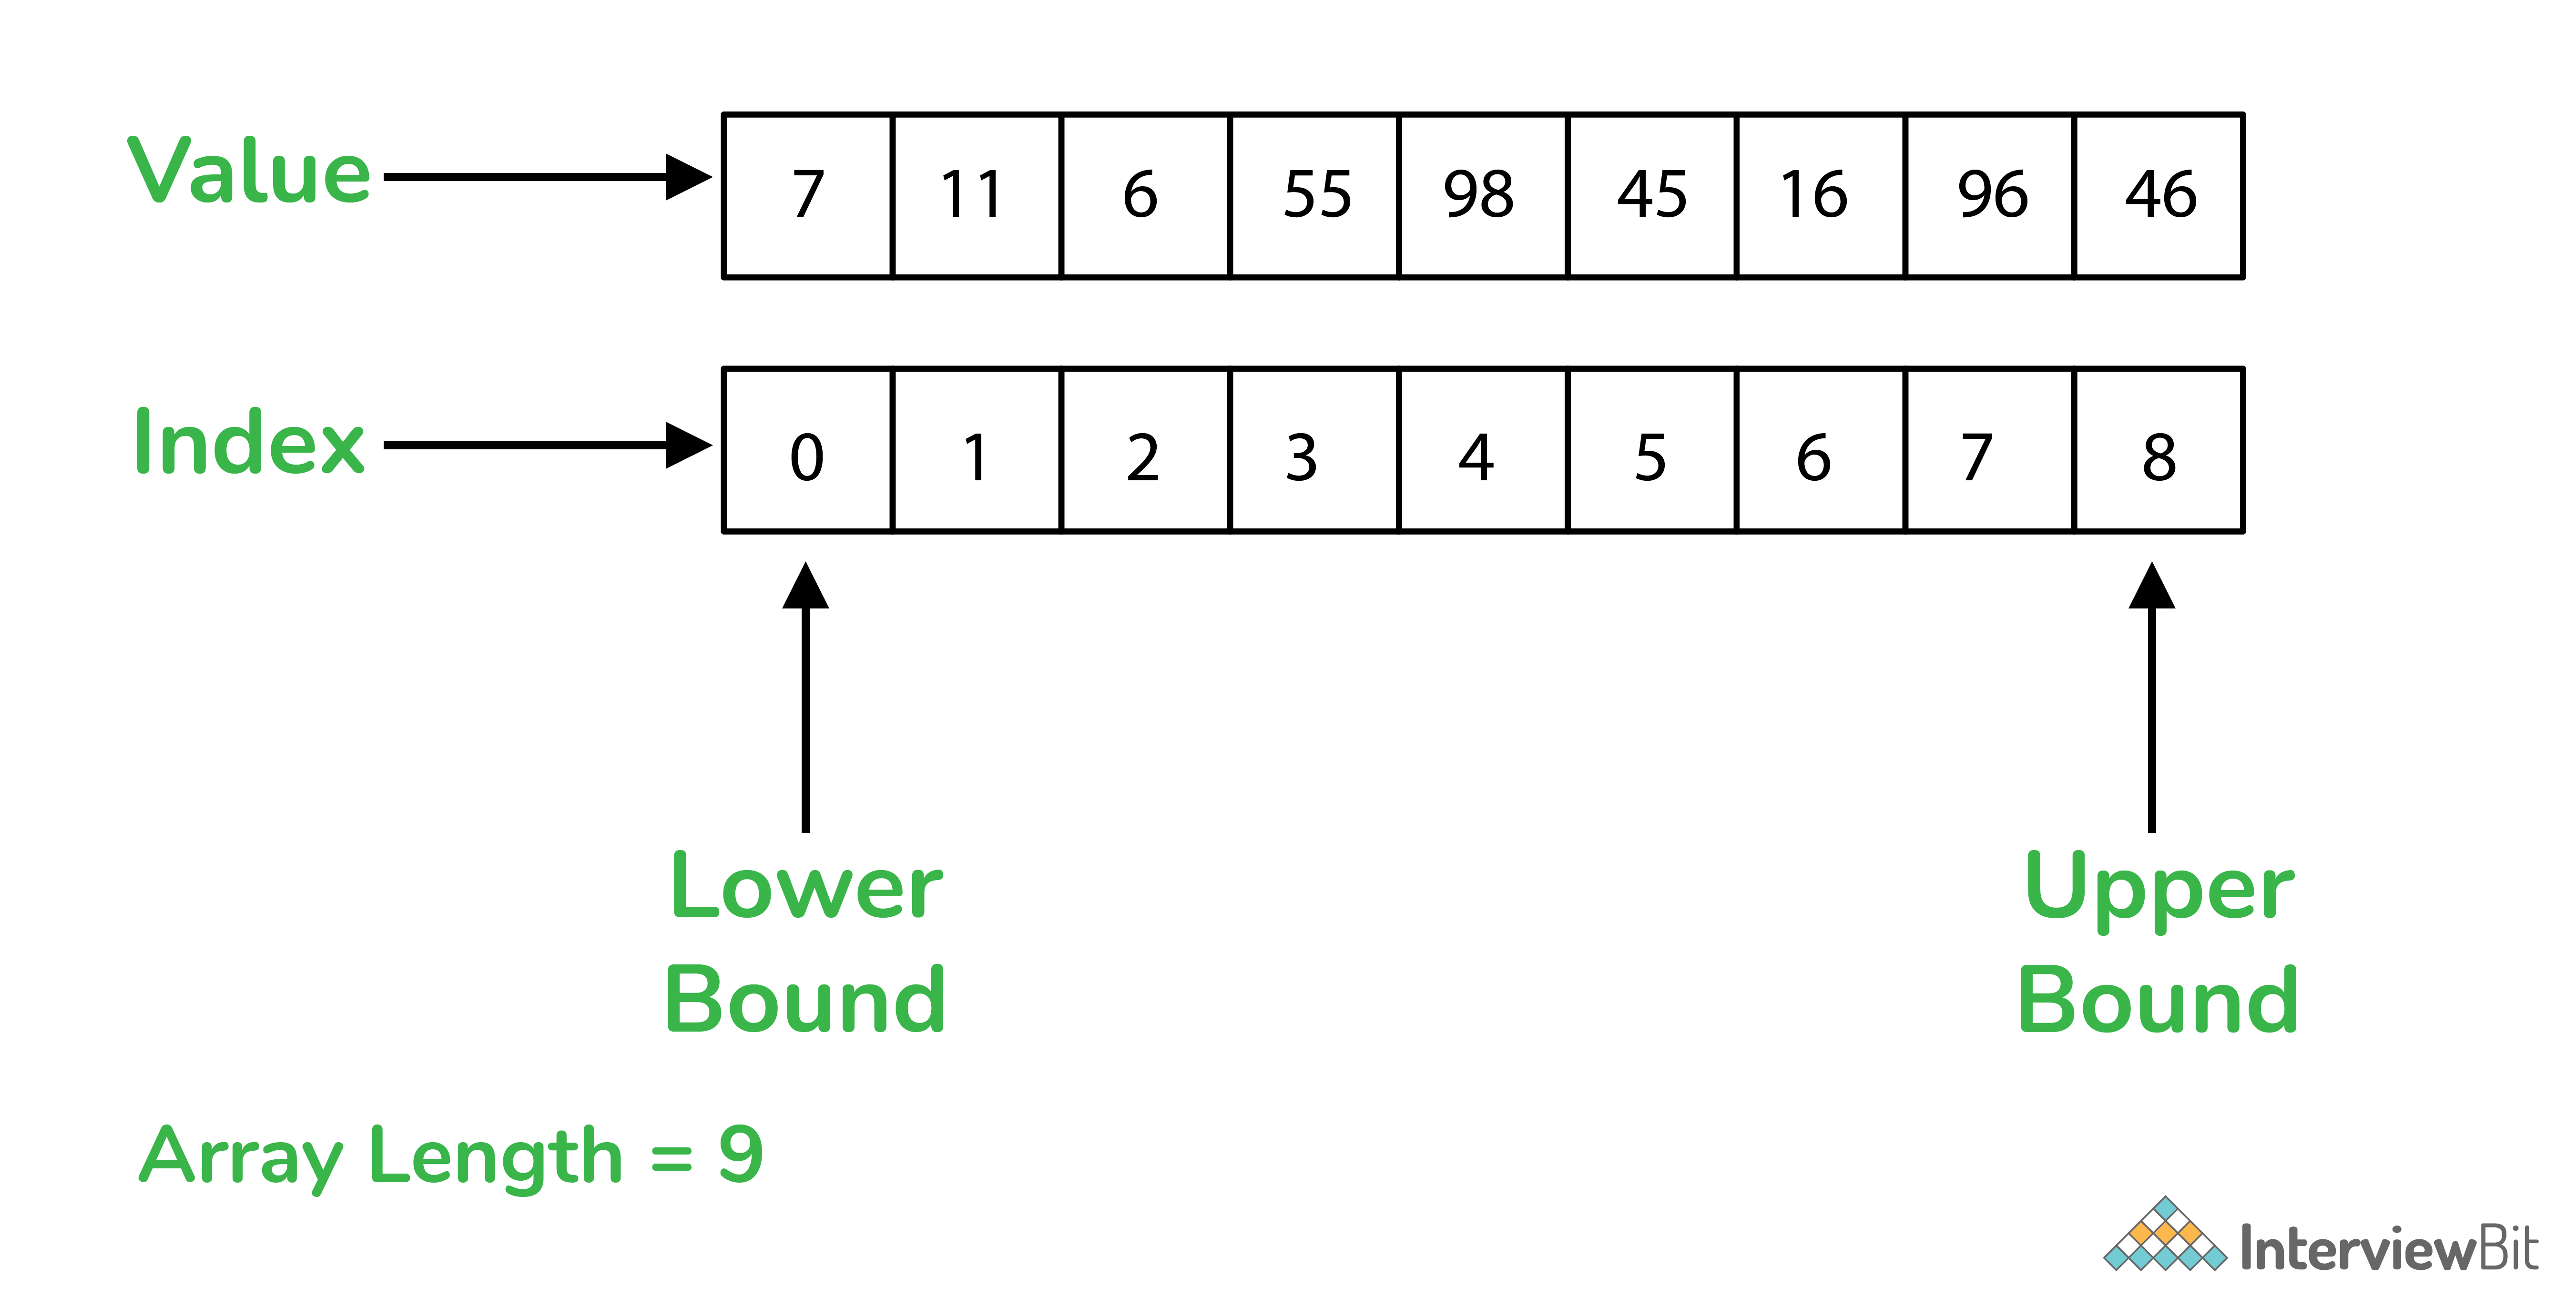 Value 7 11 6 55 98 45 16 96 46
Index 0 1 2 3 4 5 6 7 8
Lower
Bound
Upper
Bound
Array Length = 9
InterviewBit